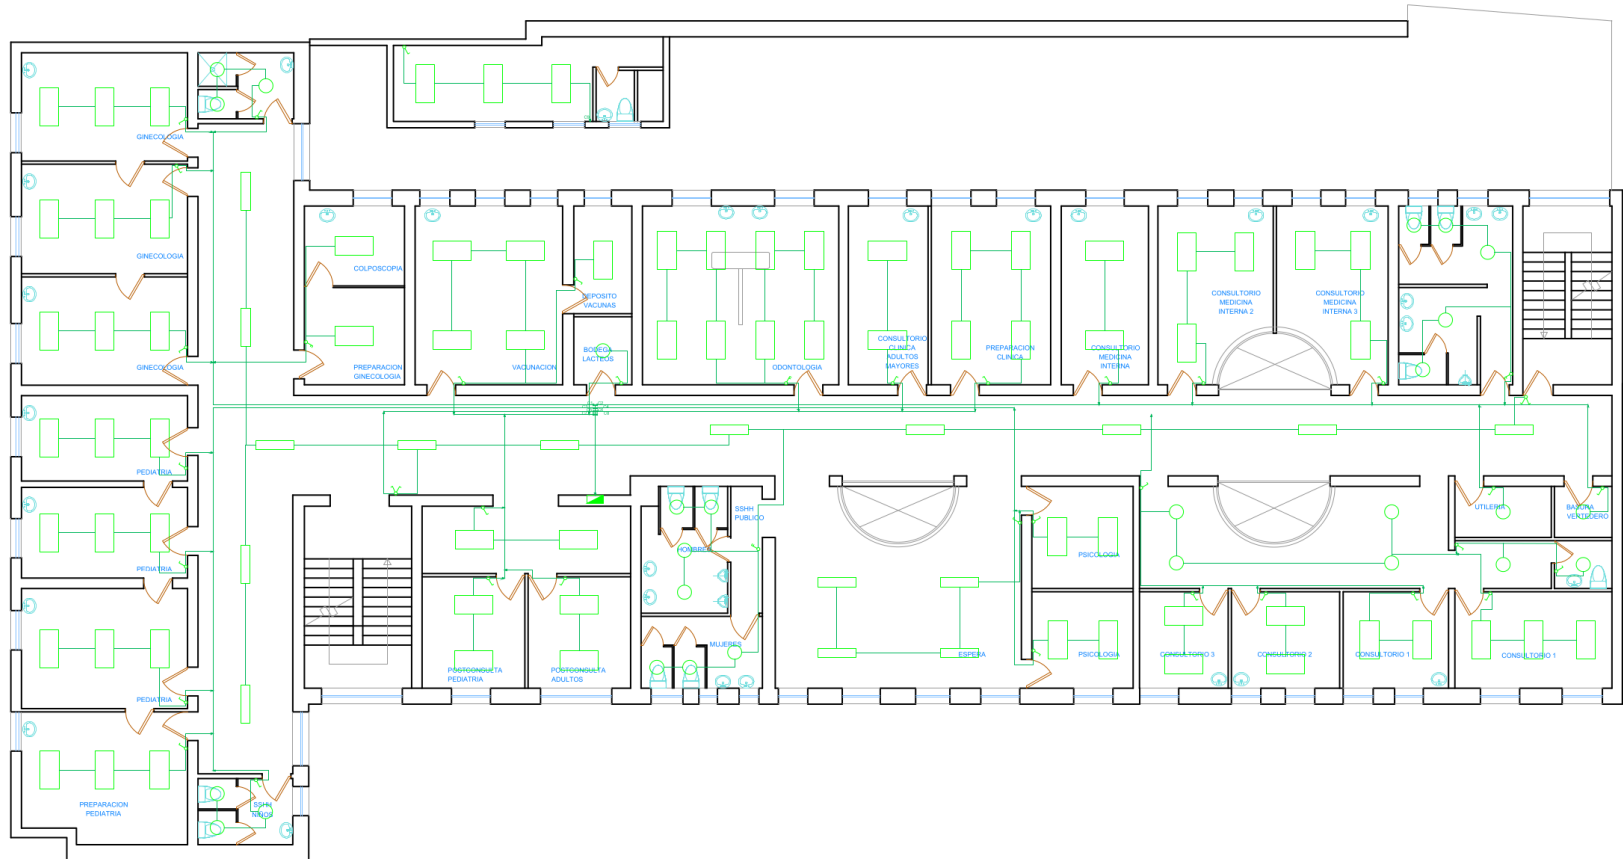 GINECOLOGIA
GINECOLOGIA
GINECOLOGIA
COLPOSCOPIA
PREPARACION
GINECOLOGIA
VACUNACION
DEPOSITO
VACUNAS
BODEGA
LACTEOS
ODONTOLOGIA
CONSULTORIO
CLINICA
ADULTOS
MAYORES
PREPARACION
CLINICA
CONSULTORIO
MEDICINA
INTERNA
CONSULTORIO
MEDICINA
INTERNA 2
CONSULTORIO
MEDICINA
INTERNA 3
PEDIATRIA
PEDIATRIA
PEDIATRIA
PREPARACION
PEDIATRIA
SSHH
NIÑOS
POSTCONSULTA
PEDIATRIA
POSTCONSULTA
ADULTOS
HOMBRES
SSHH
PUBLICO
MUJERES
ESPERA
PSICOLOGIA
PSICOLOGIA
CONSULTORIO 3
CONSULTORIO 2
CONSULTORIO 1
CONSULTORIO 1
UTILERIA
BASURA
VERTEDERO